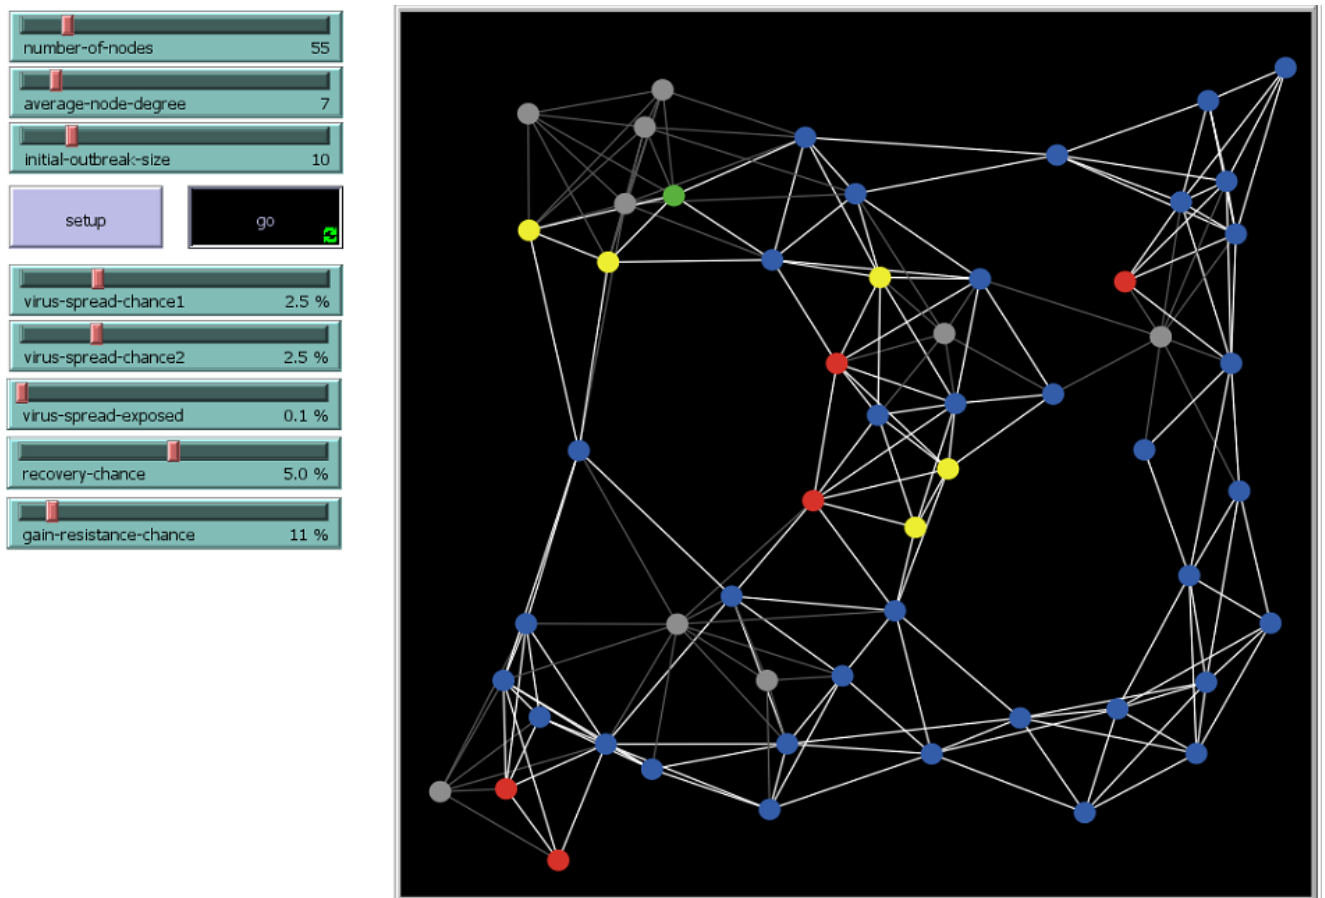 number-of-nodes 55
average-node-degree 7
initial-outbreak-size 10
setup go
virus-spread-chance1 2.5 %
virus-spread-chance2 2.5 %
virus-spread-exposed 0.1 %
recovery-chance 5.0 %
gain-resistance-chance 11 %